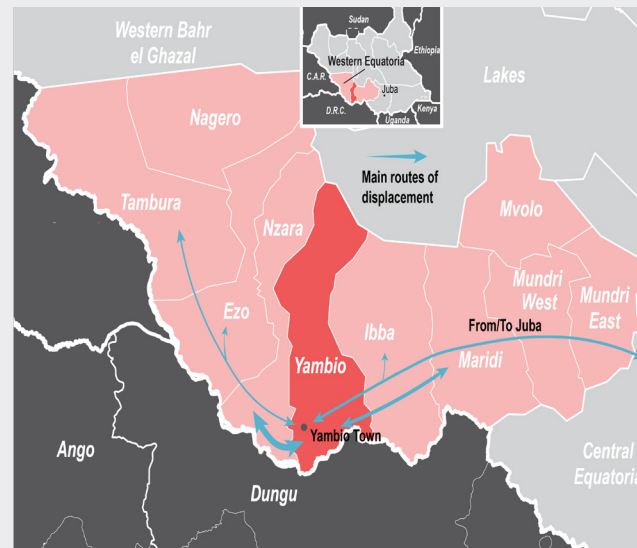 Sudan
Western Bahr
el Ghazal
Ethiopia
Western Equatoria
C.A.R.
Juba
D.R.C.
Kenya
Uganda
Lakes
Nagero
Main routes of
displacement
Tambura
Nzara
Mvolo
Mundri
West
Mundri
East
Ezo
Ibba
From/To Juba
Yambio
Maridi
Yambio Town
Ango
Central
Equatoria
Dungu